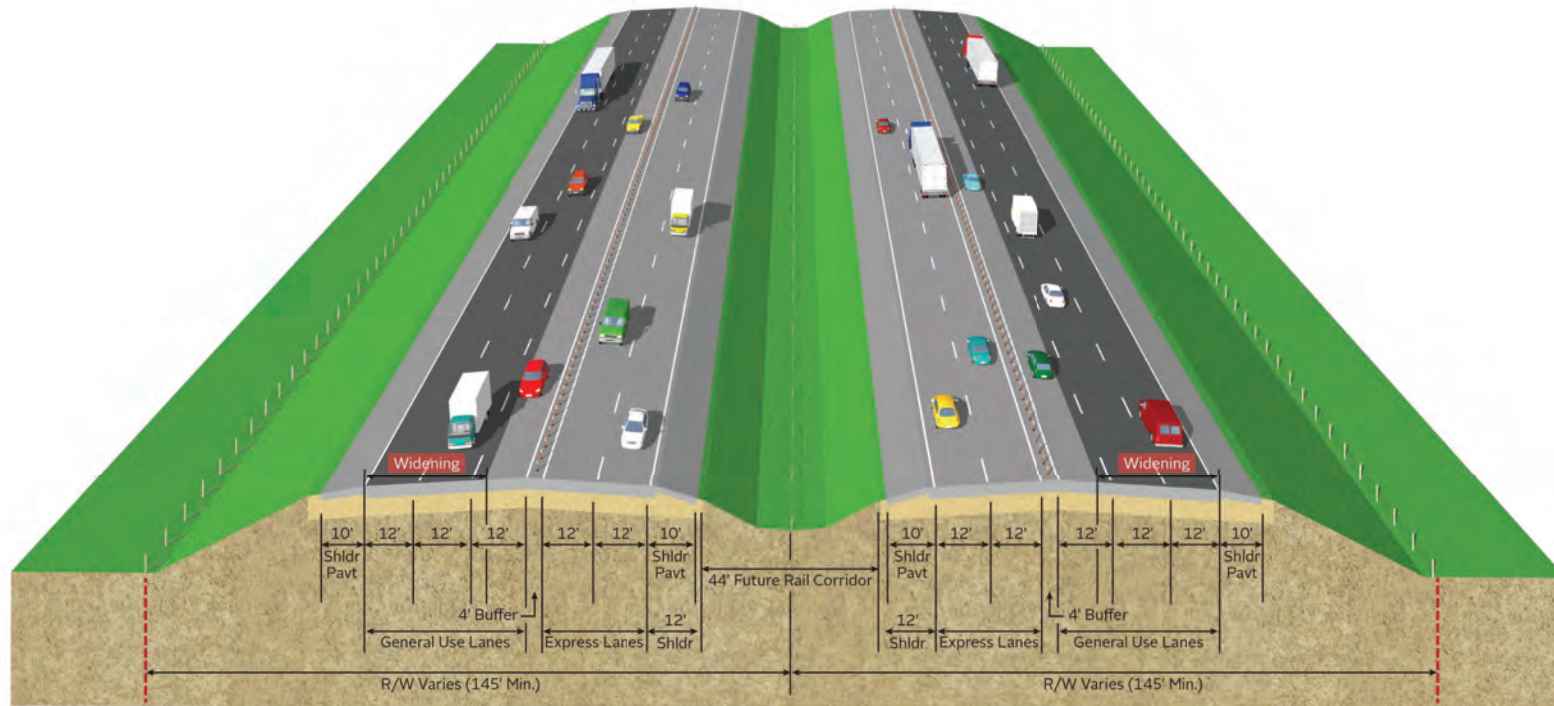 Widening
Widening
10' 12' 12' 12' 12' 12' 10' 10' 12' 12' 12' 12' 12' 10'
Shldr
Pavt
Shldr
Pavt
Shldr
Pavt
Shldr
Pavt
44' Future Rail Corridor
4' Buffer
4' Buffer
General Use Lanes
Express Lanes
12'
Shldr
12'
Shldr
Express Lanes
General Use Lanes
R/W Varies (145' Min.)
R/W Varies (145' Min.)